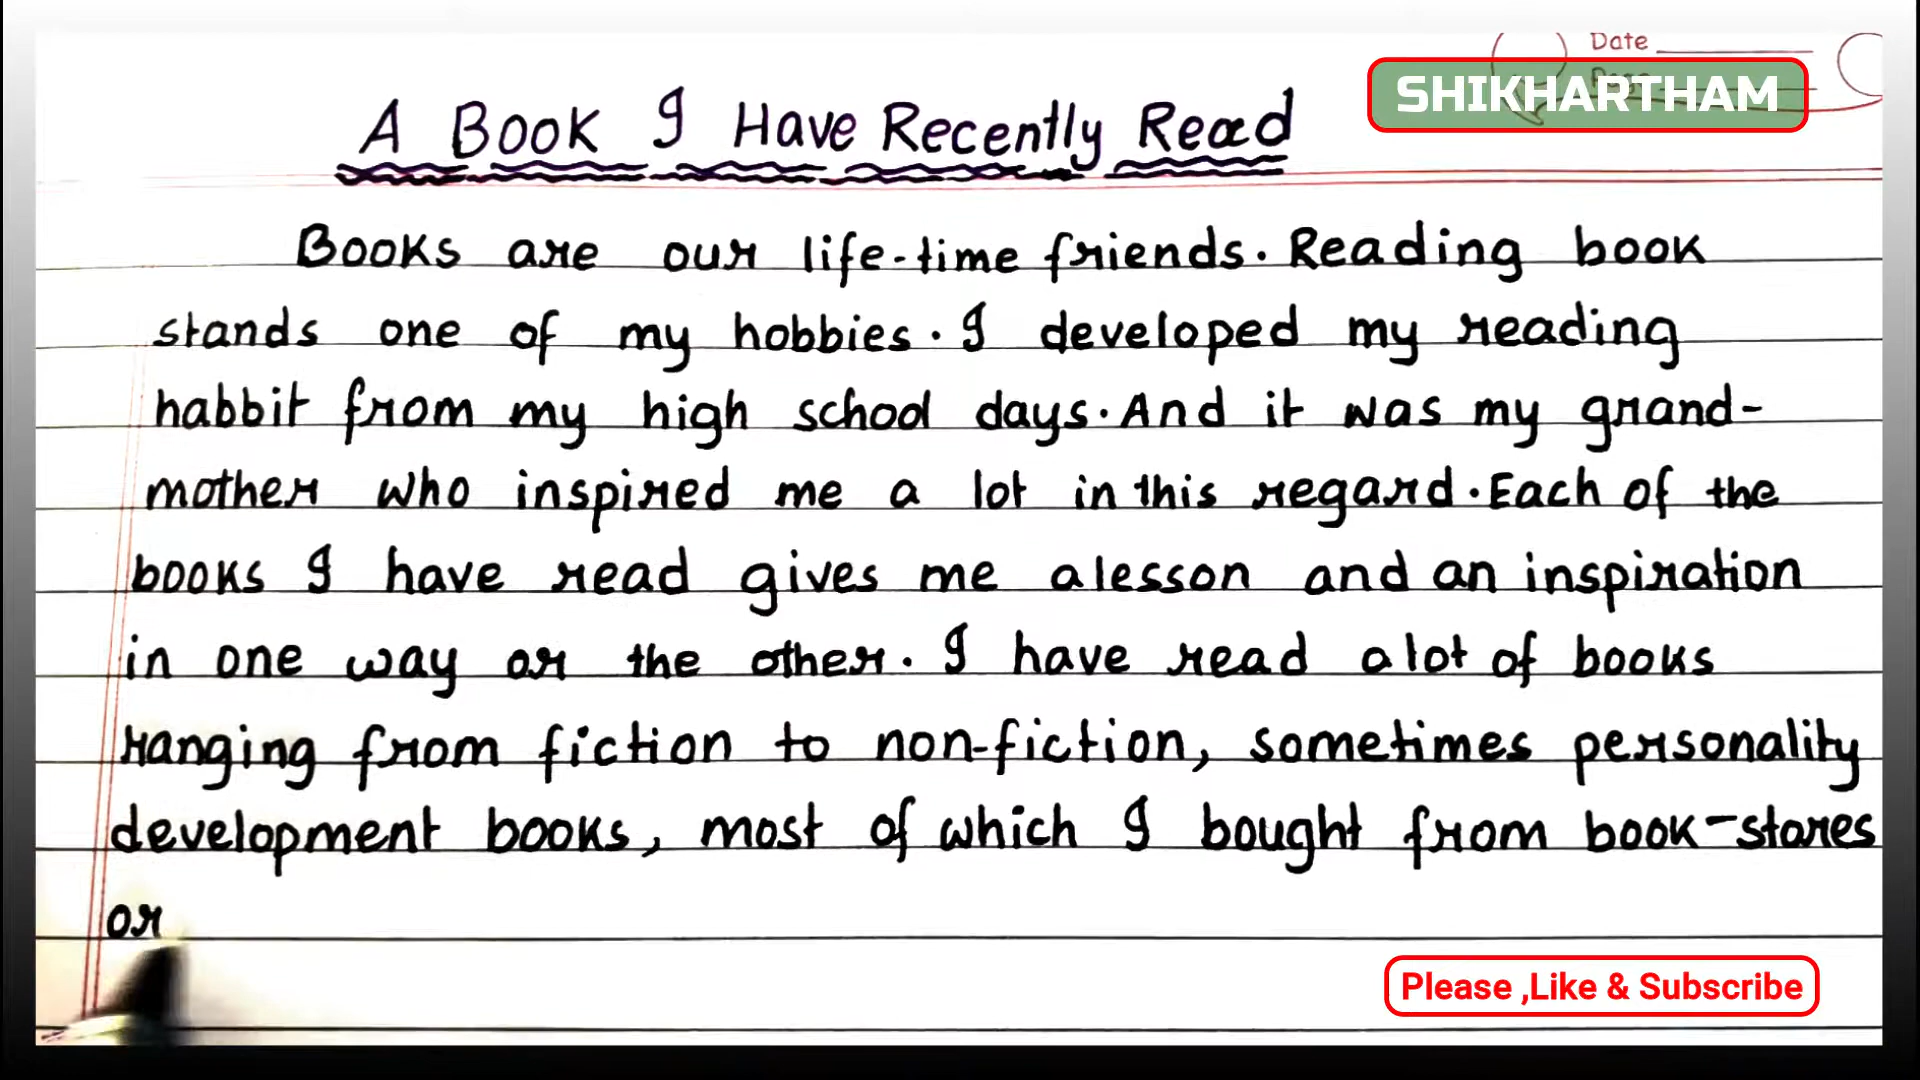 Date
SHIKHARTHAM
A Book I Have Recently Read
Books are our life-time friends. Reading book
stands one of my hobbies. I developed my reading
habbit from my high school days. And it was my grand-
mother who inspired me a lot in this regard. Each of the
books I have read gives me a lesson and an inspiration
in one way or the other. I have read a lot of books
ranging from fiction to non-fiction, sometimes personality
development books, most of which I bought from book-stores
or
Please ,Like & Subscribe